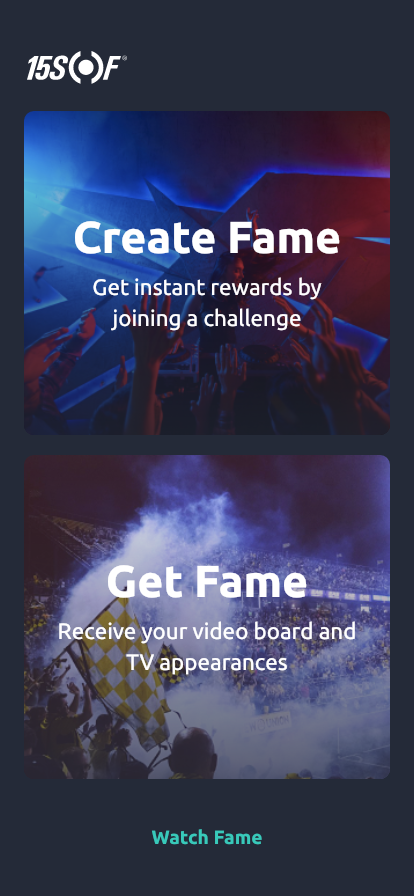 15SOF®
Create Fame
Get instant rewards by
joining a challenge
Get Fame
Receive your video board and
TV appearances
Watch Fame